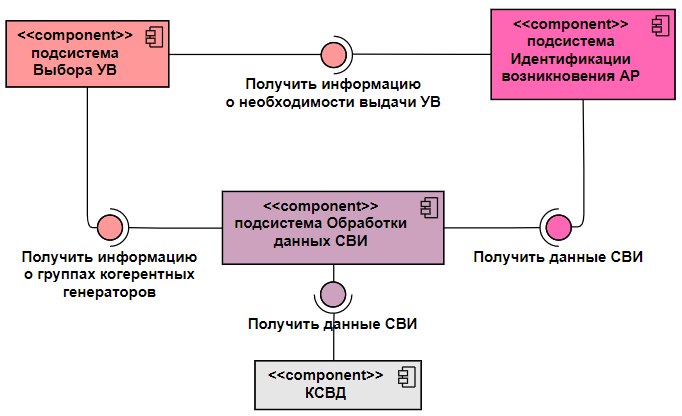 <<component>>
подсистема
Выбора УВ
<<component>>
подсистема
Идентификации
возникновения АР
Получить информацию
о необходимости выдачи УВ
<<component>>
подсистема Обработки
данных СВИ
Получить информацию
о группах когерентных
генераторов
Получить данные СВИ
Получить данные СВИ
<<component>>
КСВД